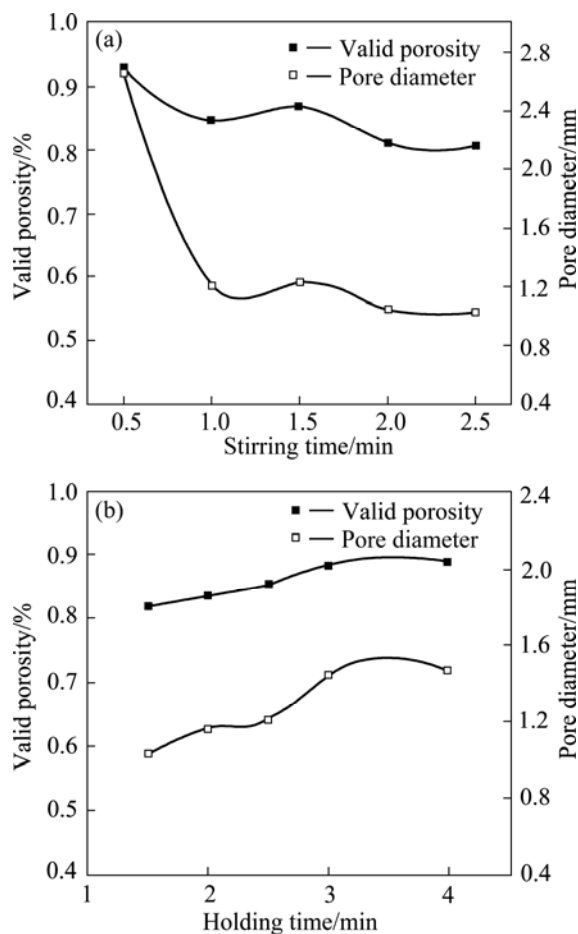 (a)
Valid porosity
Pore diameter
Valid porosity/%
1.0
0.9
0.8
0.7
0.6
0.5
0.4
Pore diameter/mm
2.8
2.4
2.0
1.6
1.2
0.8
0.4
0.5 1.0 1.5 2.0 2.5
Stirring time/min
(b)
Valid porosity
Pore diameter
Valid porosity/%
1.0
0.9
0.8
0.7
0.6
0.5
0.4
Pore diameter/mm
2.4
2.0
1.6
1.2
0.8
0.4
1 2 3 4
Holding time/min